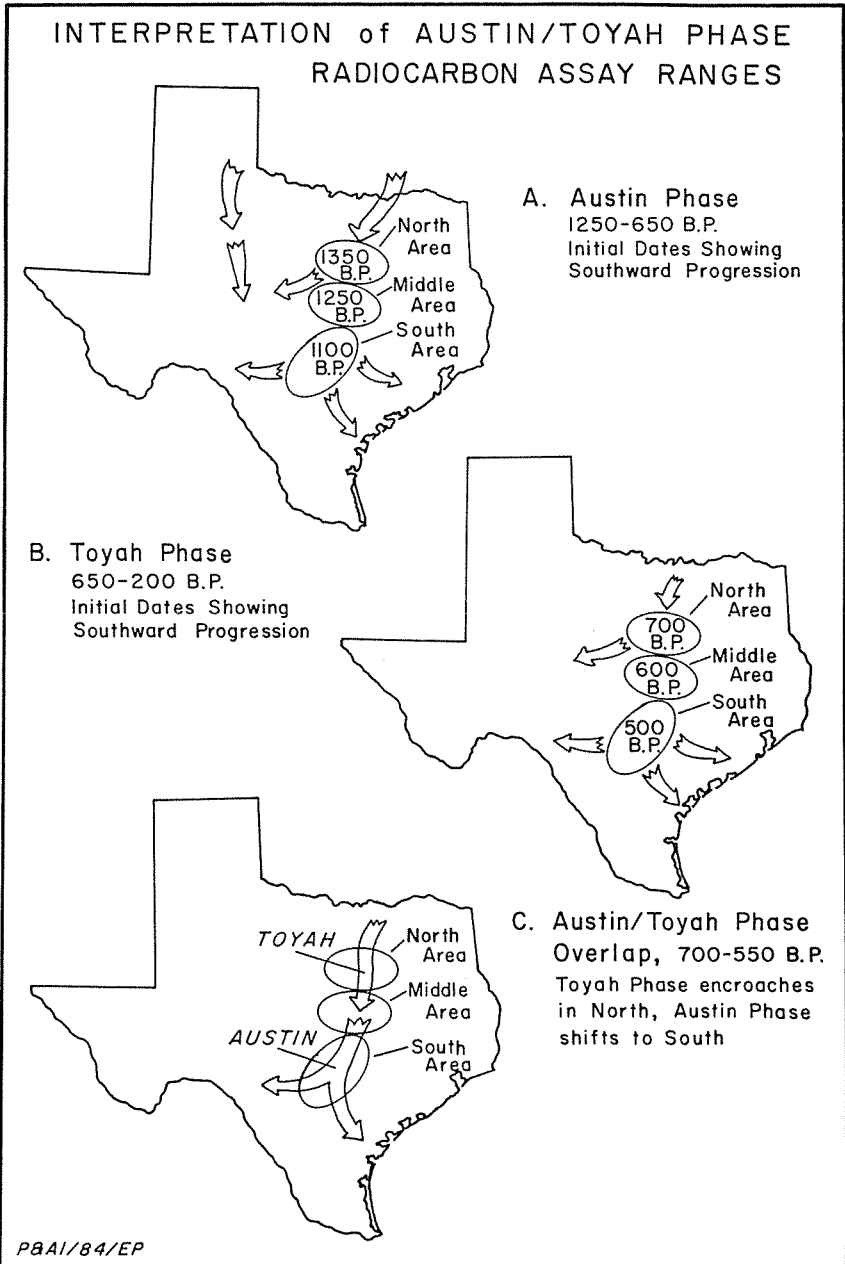 INTERPRETATION of AUSTIN/TOYAH PHASE
RADIOCARBON ASSAY RANGES
A. Austin Phase
1250-650 B.P.
Initial Dates Showing
Southward Progression
North
Area
1350
B.P.
Middle
Area
1250
B.P.
South
Area
1100
B.P.
B. Toyah Phase
650-200 B.P.
Initial Dates Showing
Southward Progression
North
Area
700
B.P.
Middle
Area
600
B.P.
South
Area
500
B.P.
C. Austin/Toyah Phase
Overlap, 700-550 B.P.
Toyah Phase encroaches
in North, Austin Phase
shifts to South
TOYAH
North
Area
Middle
Area
AUSTIN
South
Area
P&AI/84/EP